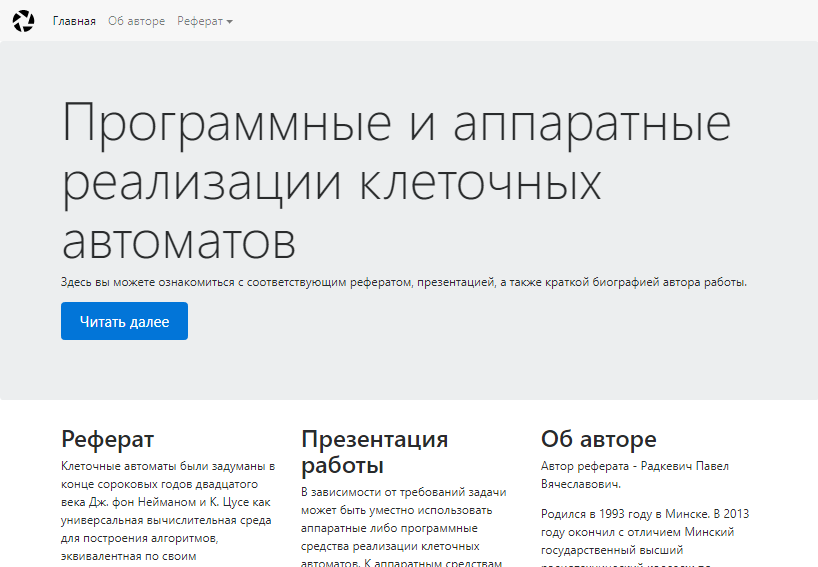 Главная Об авторе Реферат
Программные и аппаратные
реализации клеточных
автоматов
Здесь вы можете ознакомиться с соответствующим рефератом, презентацией, а также краткой биографией автора работы.
Читать далее
Реферат
Клеточные автоматы были задуманы в
конце сороковых годов двадцатого
века Дж. фон Нейманом и К. Цусе как
универсальная вычислительная среда
для построения алгоритмов,
эквивалентная по своим
Презентация
работы
В зависимости от требований задачи
может быть уместно использовать
аппаратные либо программные
средства реализации клеточных
автоматов. К аппаратным средствам
Об авторе
Автор реферата - Радкевич Павел
Вячеславович.
Родился в 1993 году в Минске. В 2013
году окончил с отличием Минский
государственный высший